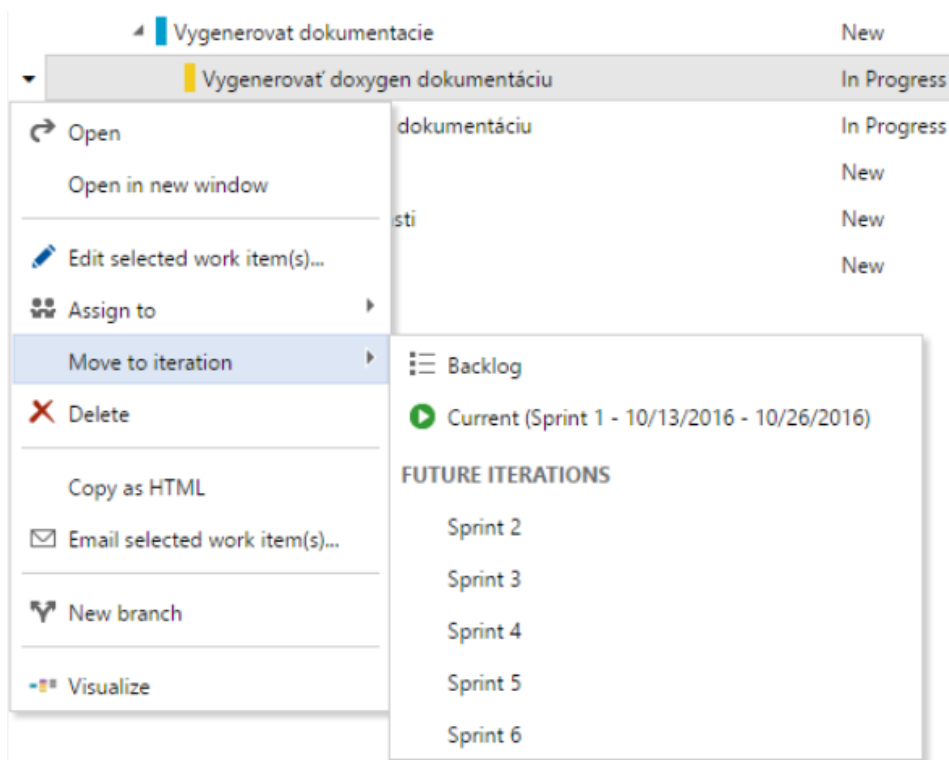 Vygenerovat dokumentacie New
Vygenerovať doxygen dokumentáciu In Progress
dokumentáciu In Progress
New
sti New
New
Open
Open in new window
Edit selected work item(s)...
Assign to
Move to iteration
Delete
Copy as HTML
Email selected work item(s)...
New branch
Visualize
Backlog
Current (Sprint 1 - 10/13/2016 - 10/26/2016)
FUTURE ITERATIONS
Sprint 2
Sprint 3
Sprint 4
Sprint 5
Sprint 6